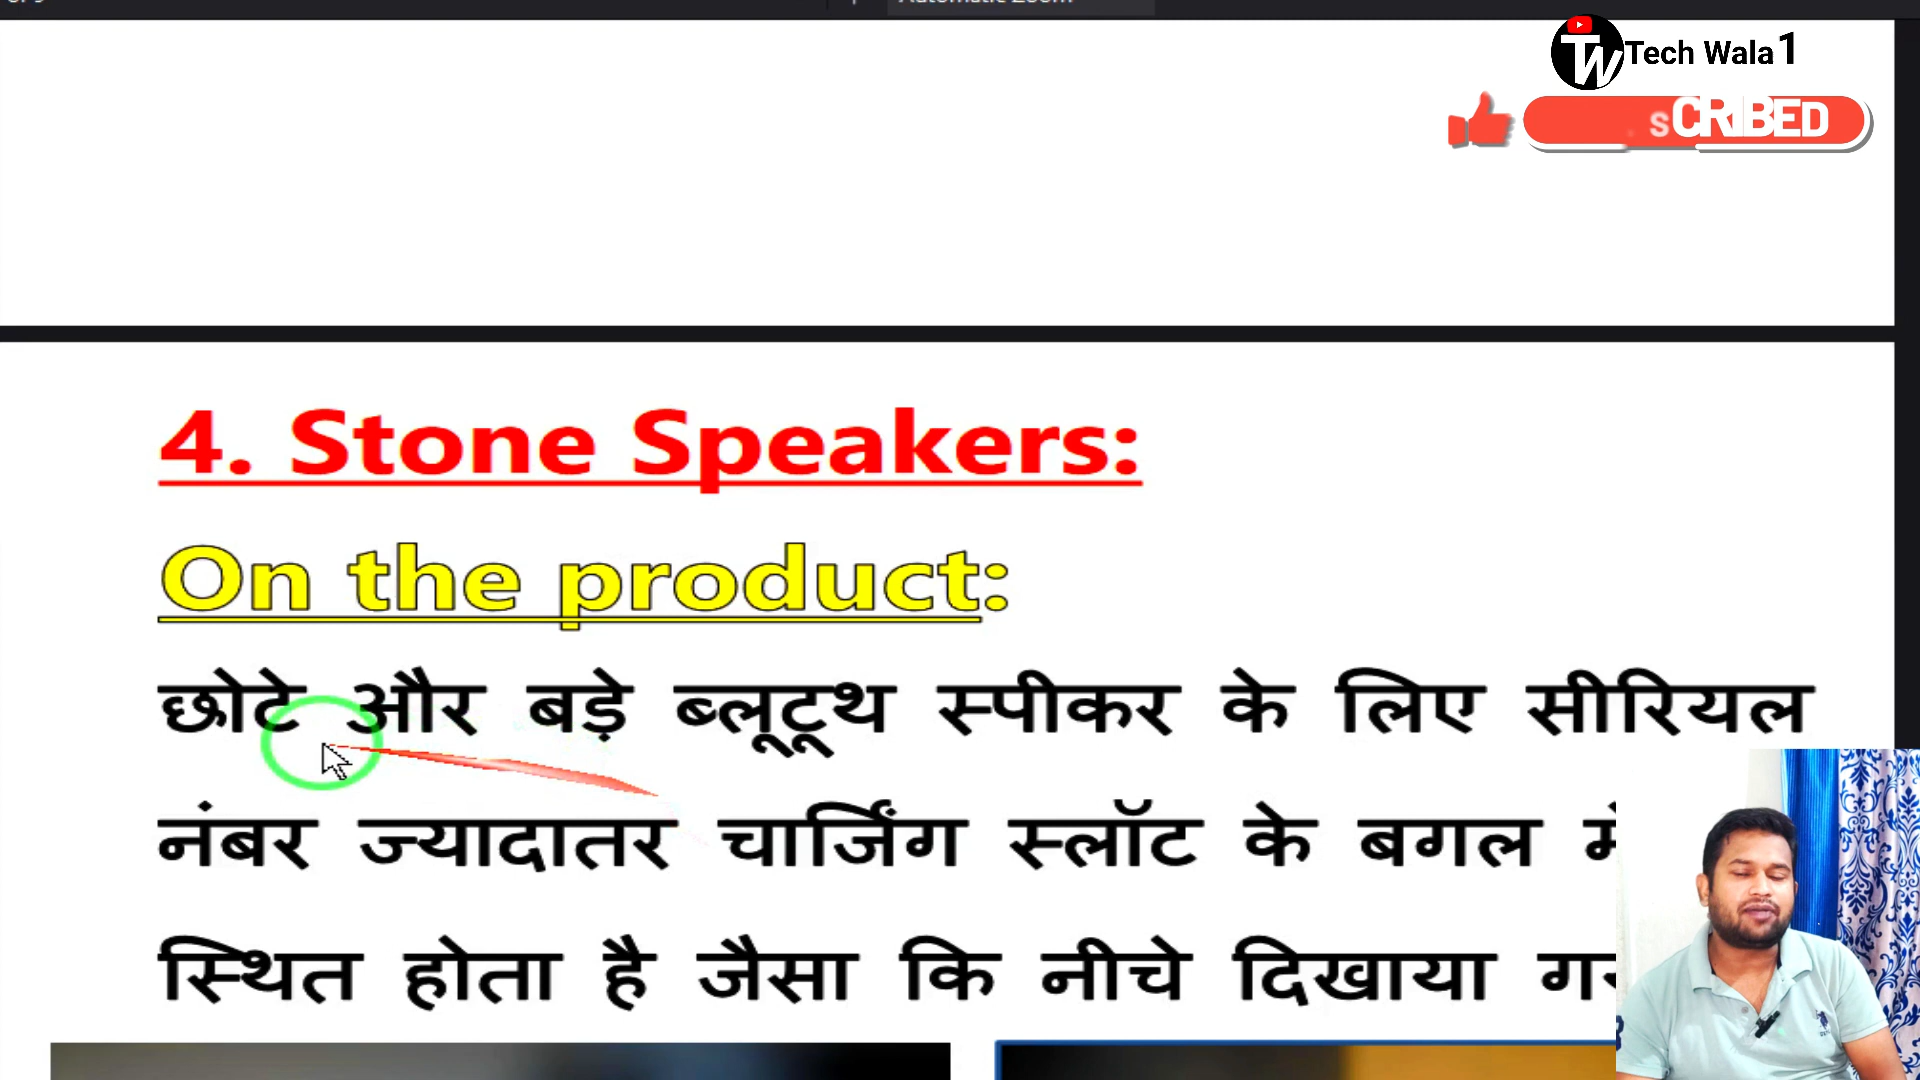 Tech Wala 1
SCRIBED
4. Stone Speakers:
On the product:
छोटे और बड़े ब्लूटूथ स्पीकर के लिए सीरियल
नंबर ज्यादातर चार्जिंग स्लॉट के बगल
स्थित होता है जैसा कि नीचे दिखाया